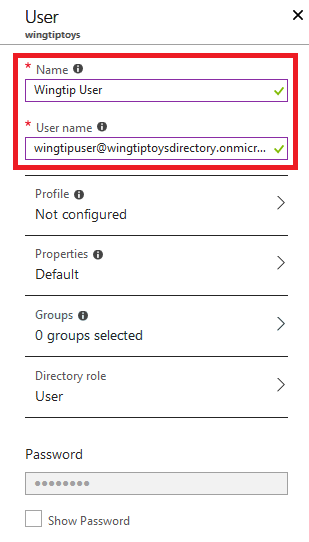 User
wingtiptoys
* Name
Wingtip User
* User name
wingtipuser@wingtiptoysdirectory.onmicr...
Profile
Not configured
Properties
Default
Groups
0 groups selected
Directory role
User
Password
••••••••
Show Password